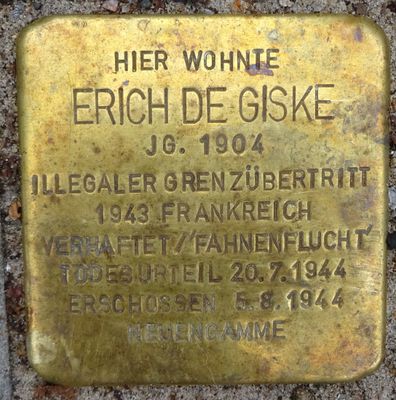 HIER WOHNTE
ERICH DE GISKE
JG. 1904
ILLEGALER GRENZÜBERTRITT
1943 FRANKREICH
VERHAFTET / 'FAHNENFLUCHT'
TODESURTEIL 20.7.1944
ERSCHOSSEN 5.8.1944
NEUENGAMME